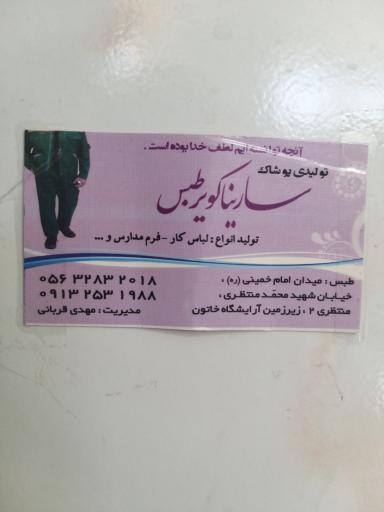 آنچه توانسته ایم لطف خدا بوده است .
تولیدی پوشاک
سارینا کویر طبس
تولید انواع : لباس کار - فرم مدارس و ...
طبس : میدان امام خمینی (ره) ،
خیابان شهید محمد منتظری ،
منتظری ۲ ، زیرزمین آرایشگاه خاتون
۰۵۶ ۳۲۸۳ ۲۰۱۸
۰۹۱۳ ۲۵۳ ۱۹۸۸
مدیریت : مهدی قربانی